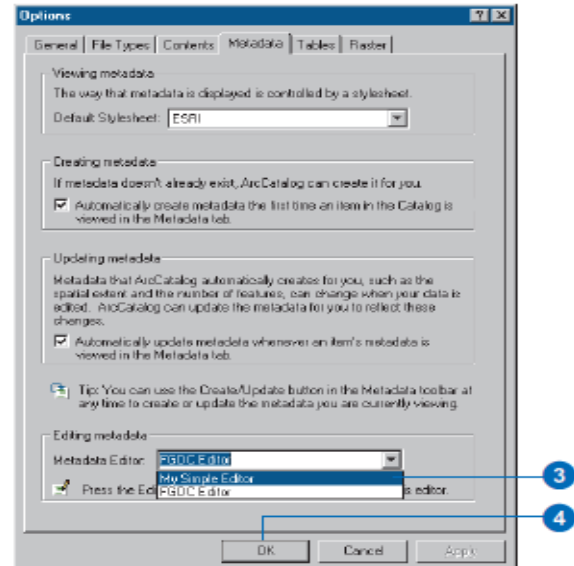 Options
General File Types Contents Metadata Tables Raster
Viewing metadata
The way that metadata is displayed is controlled by a stylesheet.
Default Stylesheet: ESRI
Creating metadata
If metadata doesn't already exist, ArcCatalog can create it for you.
Automatically create metadata the first time an item in the Catalog is
viewed in the Metadata tab.
Updating metadata
Metadata that ArcCatalog automatically creates for you, such as the
spatial extent and the number of features, can change when your data is
edited. ArcCatalog can update the metadata for you to reflect these
changes.
Automatically update metadata whenever an item's metadata is
viewed in the Metadata tab.
Tip: You can use the Create/Update button in the Metadata toolbar at
any time to create or update the metadata you are currently viewing.
Editing metadata
Metadata Editor: FGDC Editor
My Simple Editor
3
Press the Edi FGDC Editor s editor.
4
OK Cancel Apply